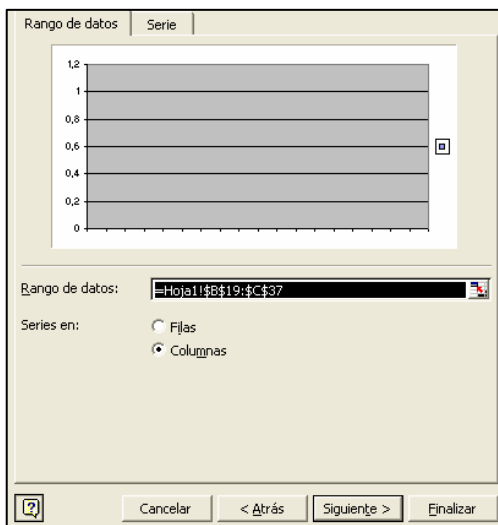 Rango de datos Serie
1,2
1
0,8
0,6
0,4
0,2
0
Rango de datos: =Hoja1!$B$19:$C$37
Series en: Filas
Columnas
Cancelar < Atrás Siguiente > Finalizar